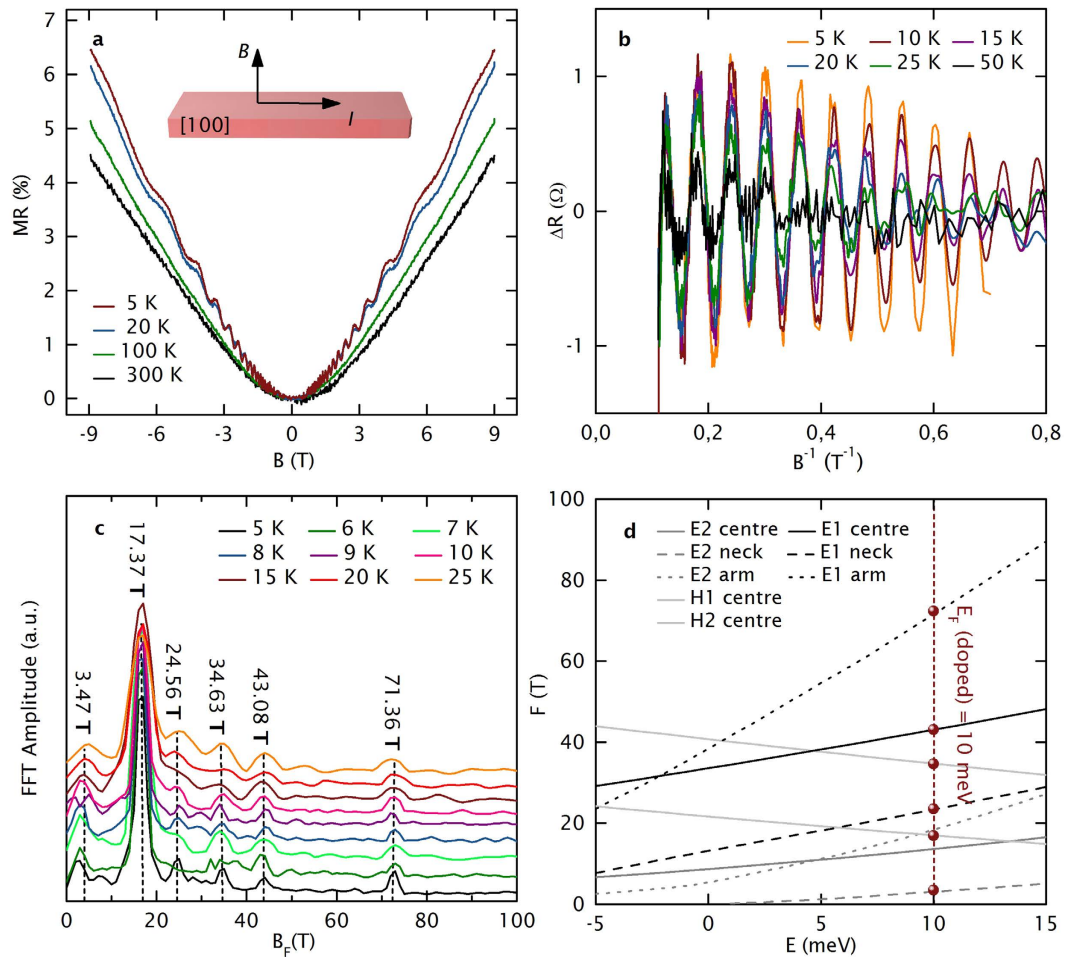 a
7
6
5
4
3
2
1
0
MR (%)
B
I
[100]
5 K
20 K
100 K
300 K
-9 -6 -3 0 3 6 9
B (T)
b
5 K 10 K 15 K
20 K 25 K 50 K
1
0
-1
ΔR (Ω)
0,0 0,2 0,4 0,6 0,8
B⁻¹ (T⁻¹)
c
5 K 6 K 7 K
8 K 9 K 10 K
15 K 20 K 25 K
3.47 T
17.37 T
24.56 T
34.63 T
43.08 T
71.36 T
FFT Amplitude (a.u.)
0 20 40 60 80 100
B_F(T)
d
E2 centre E1 centre
E2 neck E1 neck
E2 arm E1 arm
H1 centre
H2 centre
100
80
60
40
20
0
F (T)
E_F (doped) = 10 meV
-5 0 5 10 15
E (meV)